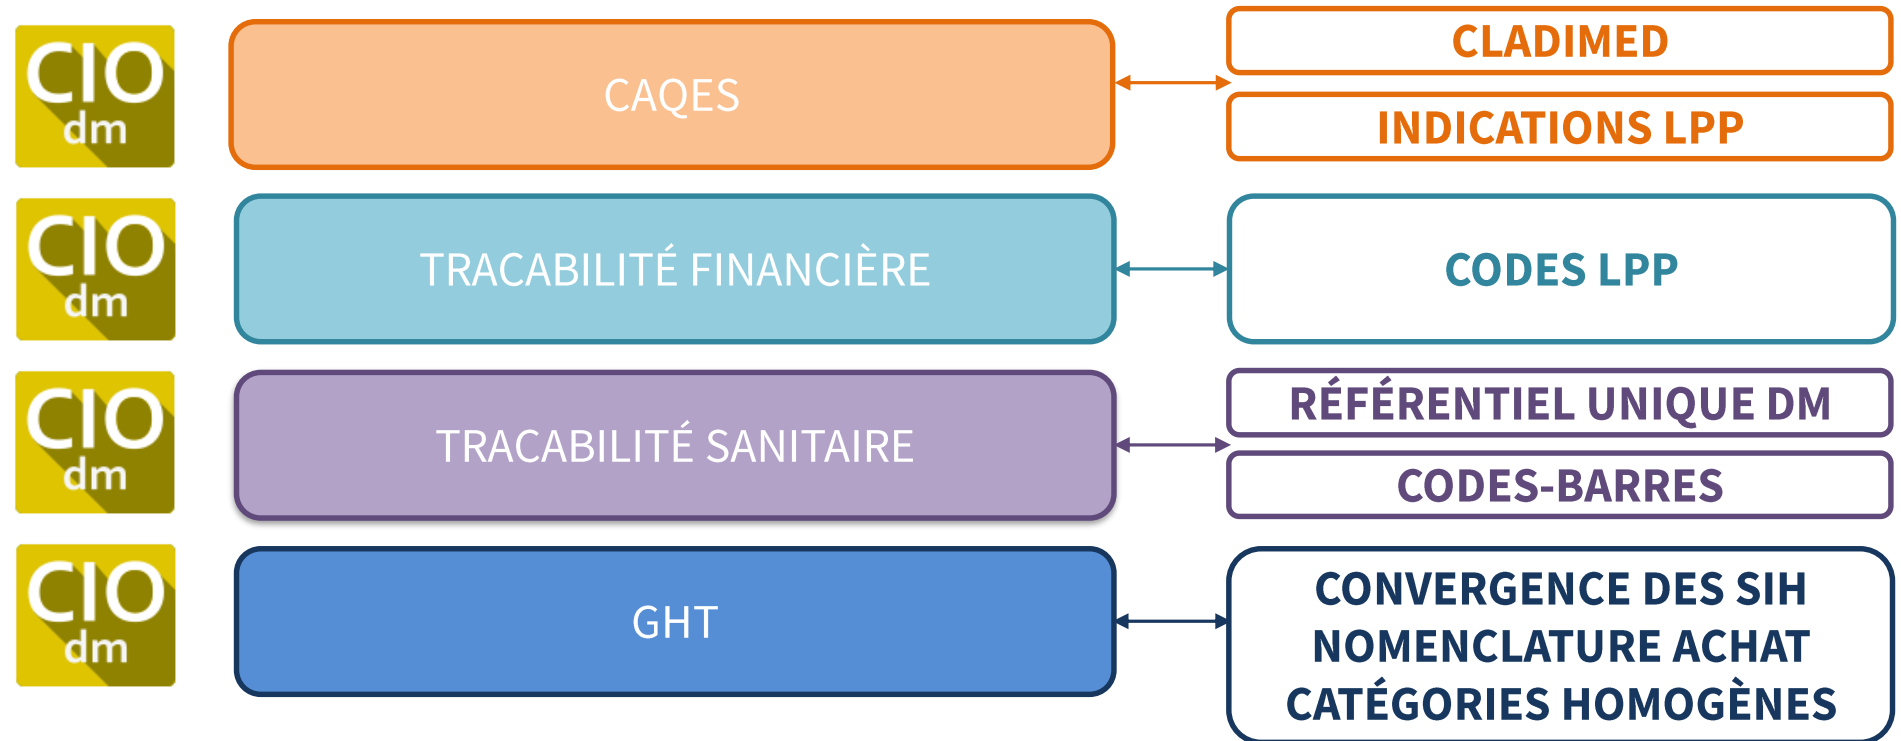 CIO
dm
CAQES
CLADIMED
INDICATIONS LPP
CIO
dm
TRACABILITÉ FINANCIÈRE
CODES LPP
CIO
dm
TRACABILITÉ SANITAIRE
RÉFÉRENTIEL UNIQUE DM
CODES-BARRES
CIO
dm
GHT
CONVERGENCE DES SIH
NOMENCLATURE ACHAT
CATÉGORIES HOMOGÈNES